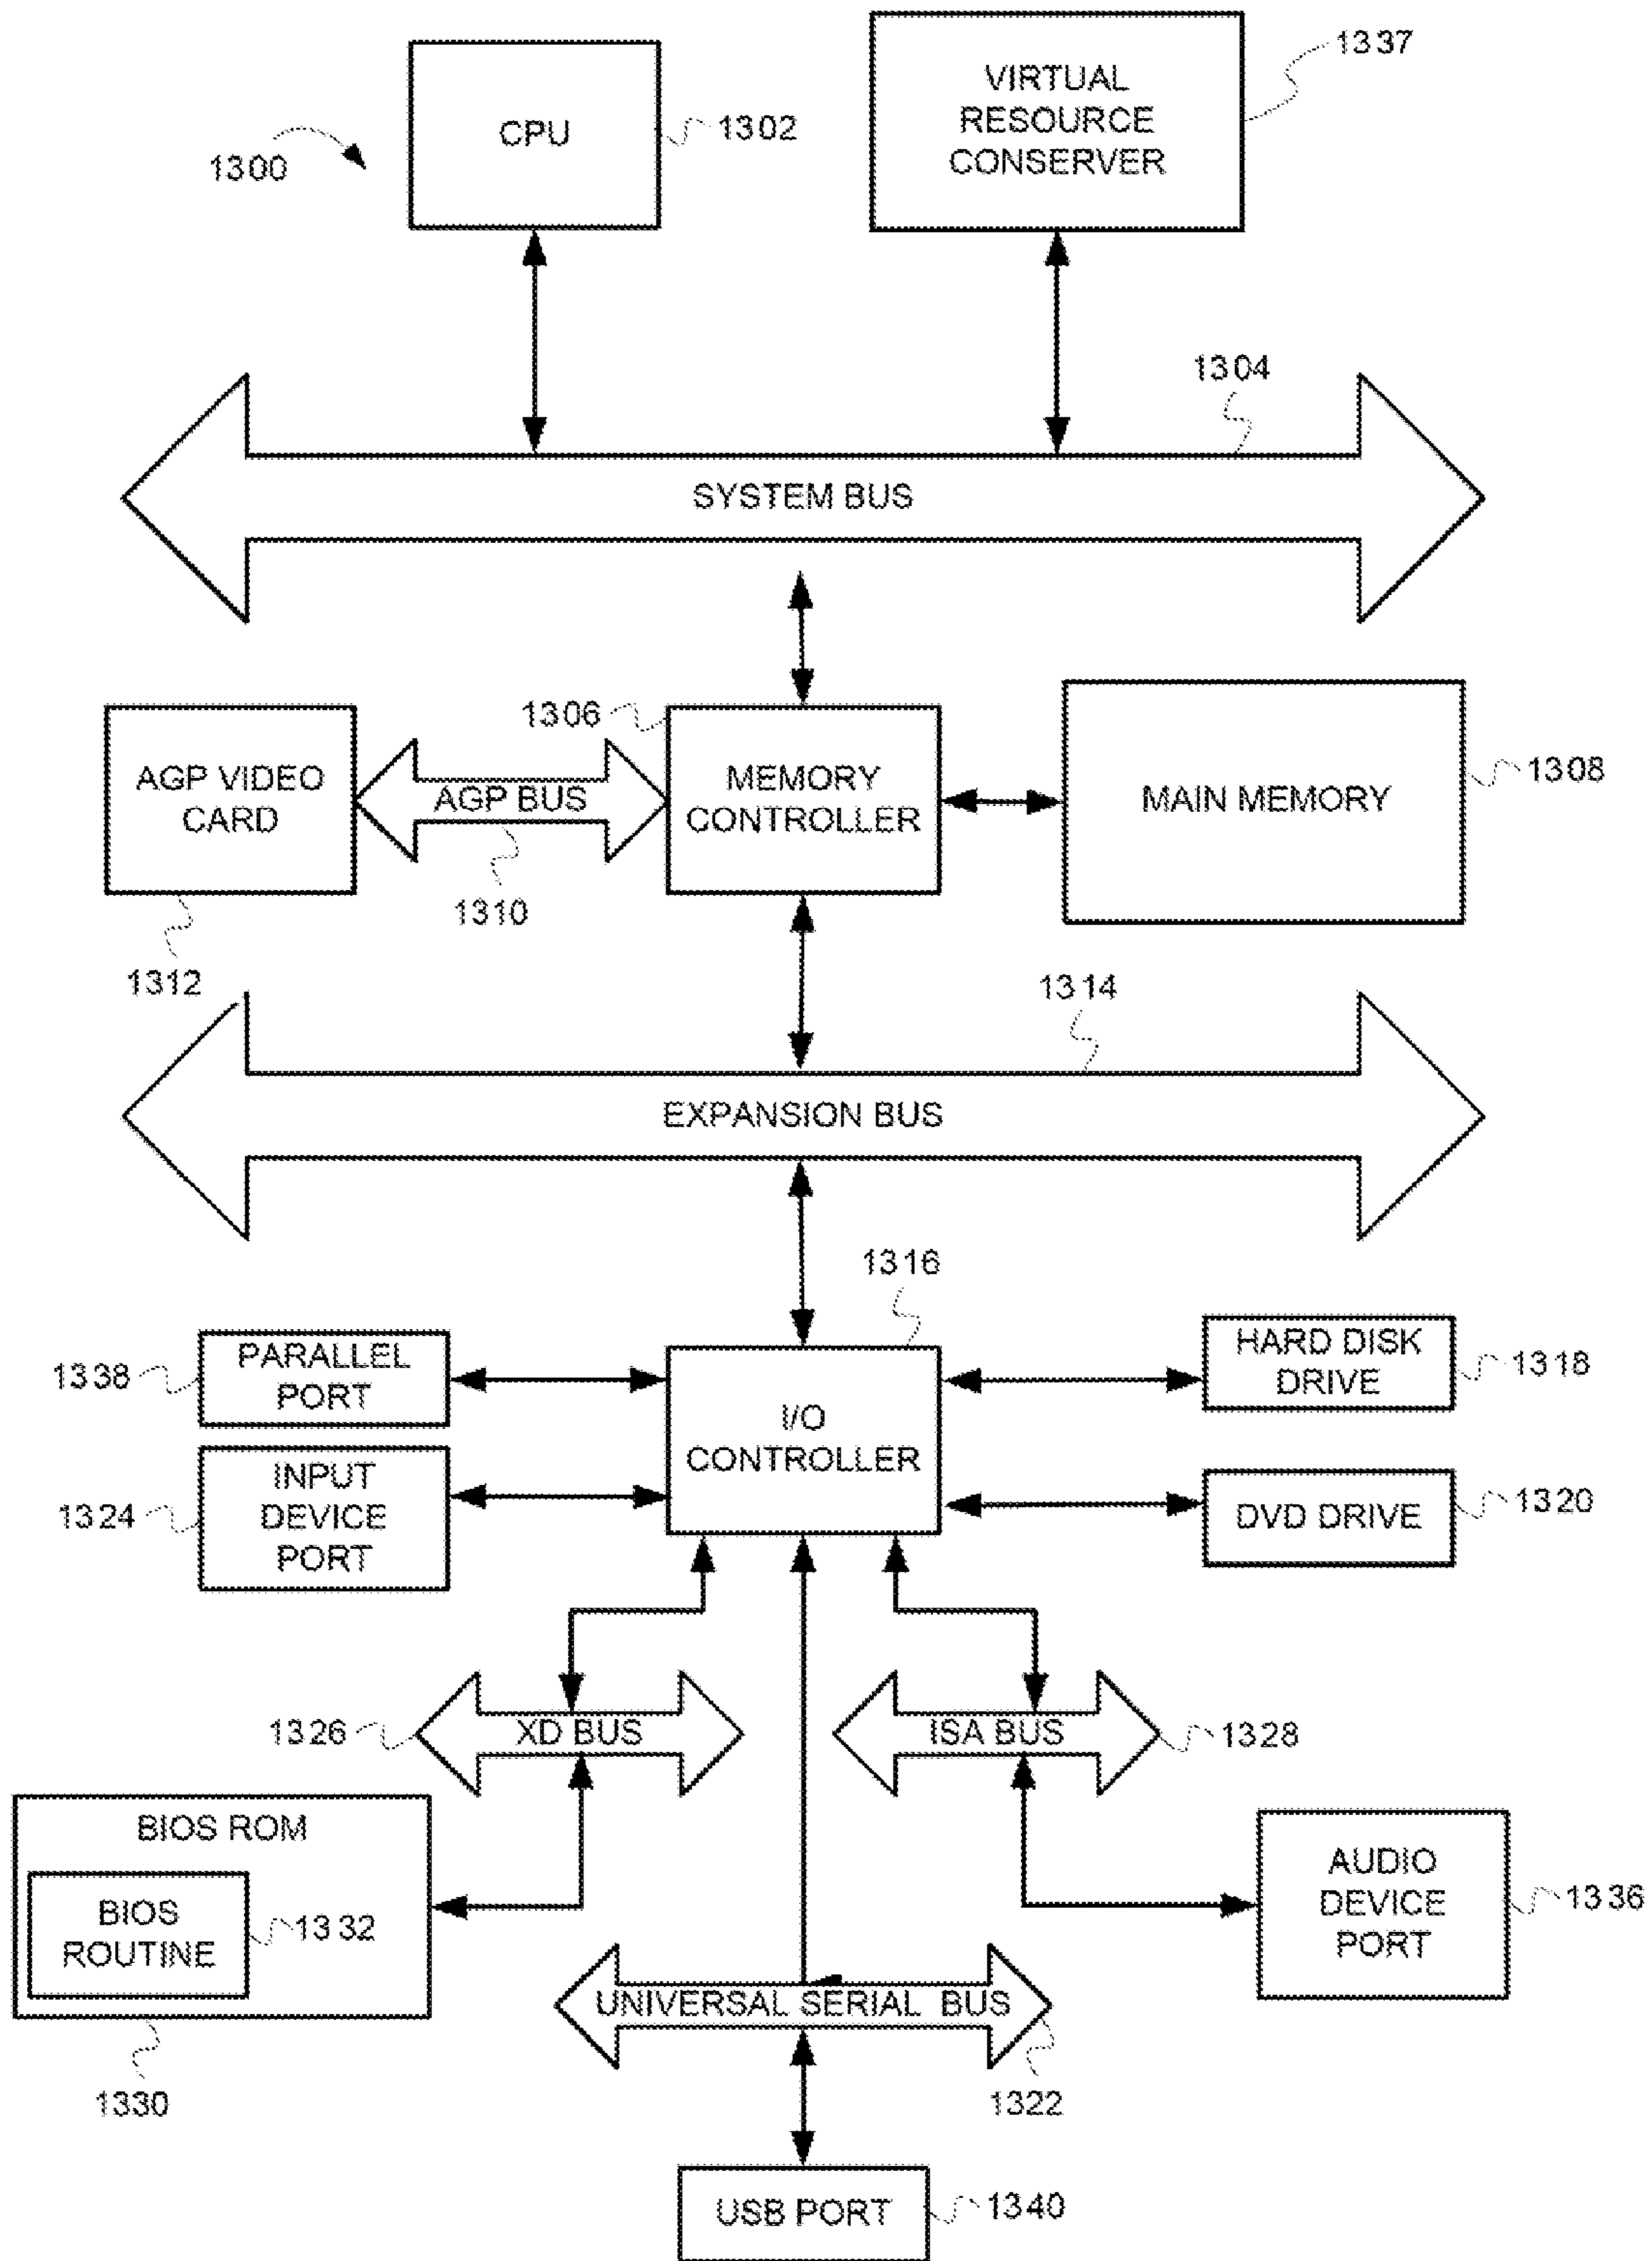 1337
VIRTUAL
RESOURCE
CONSERVER
CPU
1302
1300
1304
SYSTEM BUS
1306
AGP VIDEO
CARD
AGP BUS
MEMORY
CONTROLLER
MAIN MEMORY
1308
1310
1312
1314
EXPANSION BUS
1316
1338
PARALLEL
PORT
HARD DISK
DRIVE
1318
I/O
CONTROLLER
1324
INPUT
DEVICE
PORT
DVD DRIVE
1320
1326
XD BUS
ISA BUS
1328
BIOS ROM
BIOS
ROUTINE
1332
AUDIO
DEVICE
PORT
1336
UNIVERSAL SERIAL BUS
1330
1322
USB PORT
1340